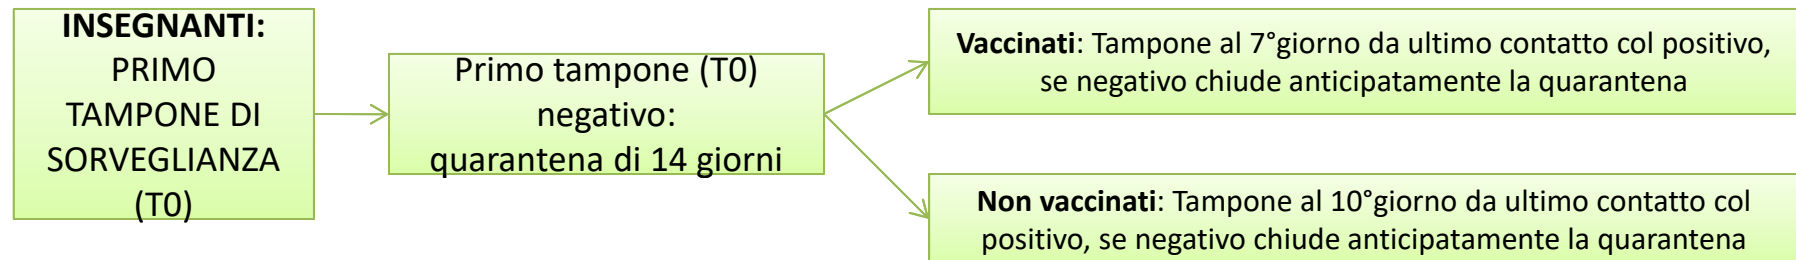 INSEGNANTI:
PRIMO
TAMPONE DI
SORVEGLIANZA
(T0)
Primo tampone (T0)
negativo:
quarantena di 14 giorni
Vaccinati: Tampone al 7°giorno da ultimo contatto col positivo,
se negativo chiude anticipatamente la quarantena
Non vaccinati: Tampone al 10°giorno da ultimo contatto col
positivo, se negativo chiude anticipatamente la quarantena